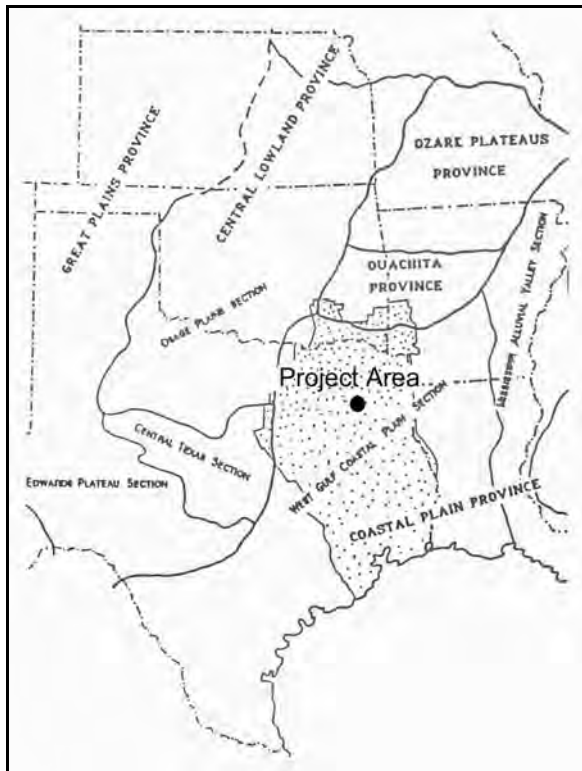 GREAT PLAINS PROVINCE
CENTRAL LOWLAND PROVINCE
OZARK PLATEAUS
PROVINCE
OUACHITA
PROVINCE
OSAGE PLAINS SECTION
MISSISSIPPI ALLUVIAL VALLEY SECTION
Project Area
CENTRAL TEXAS SECTION
WEST GULF COASTAL PLAIN SECTION
EDWARDS PLATEAU SECTION
COASTAL PLAIN PROVINCE